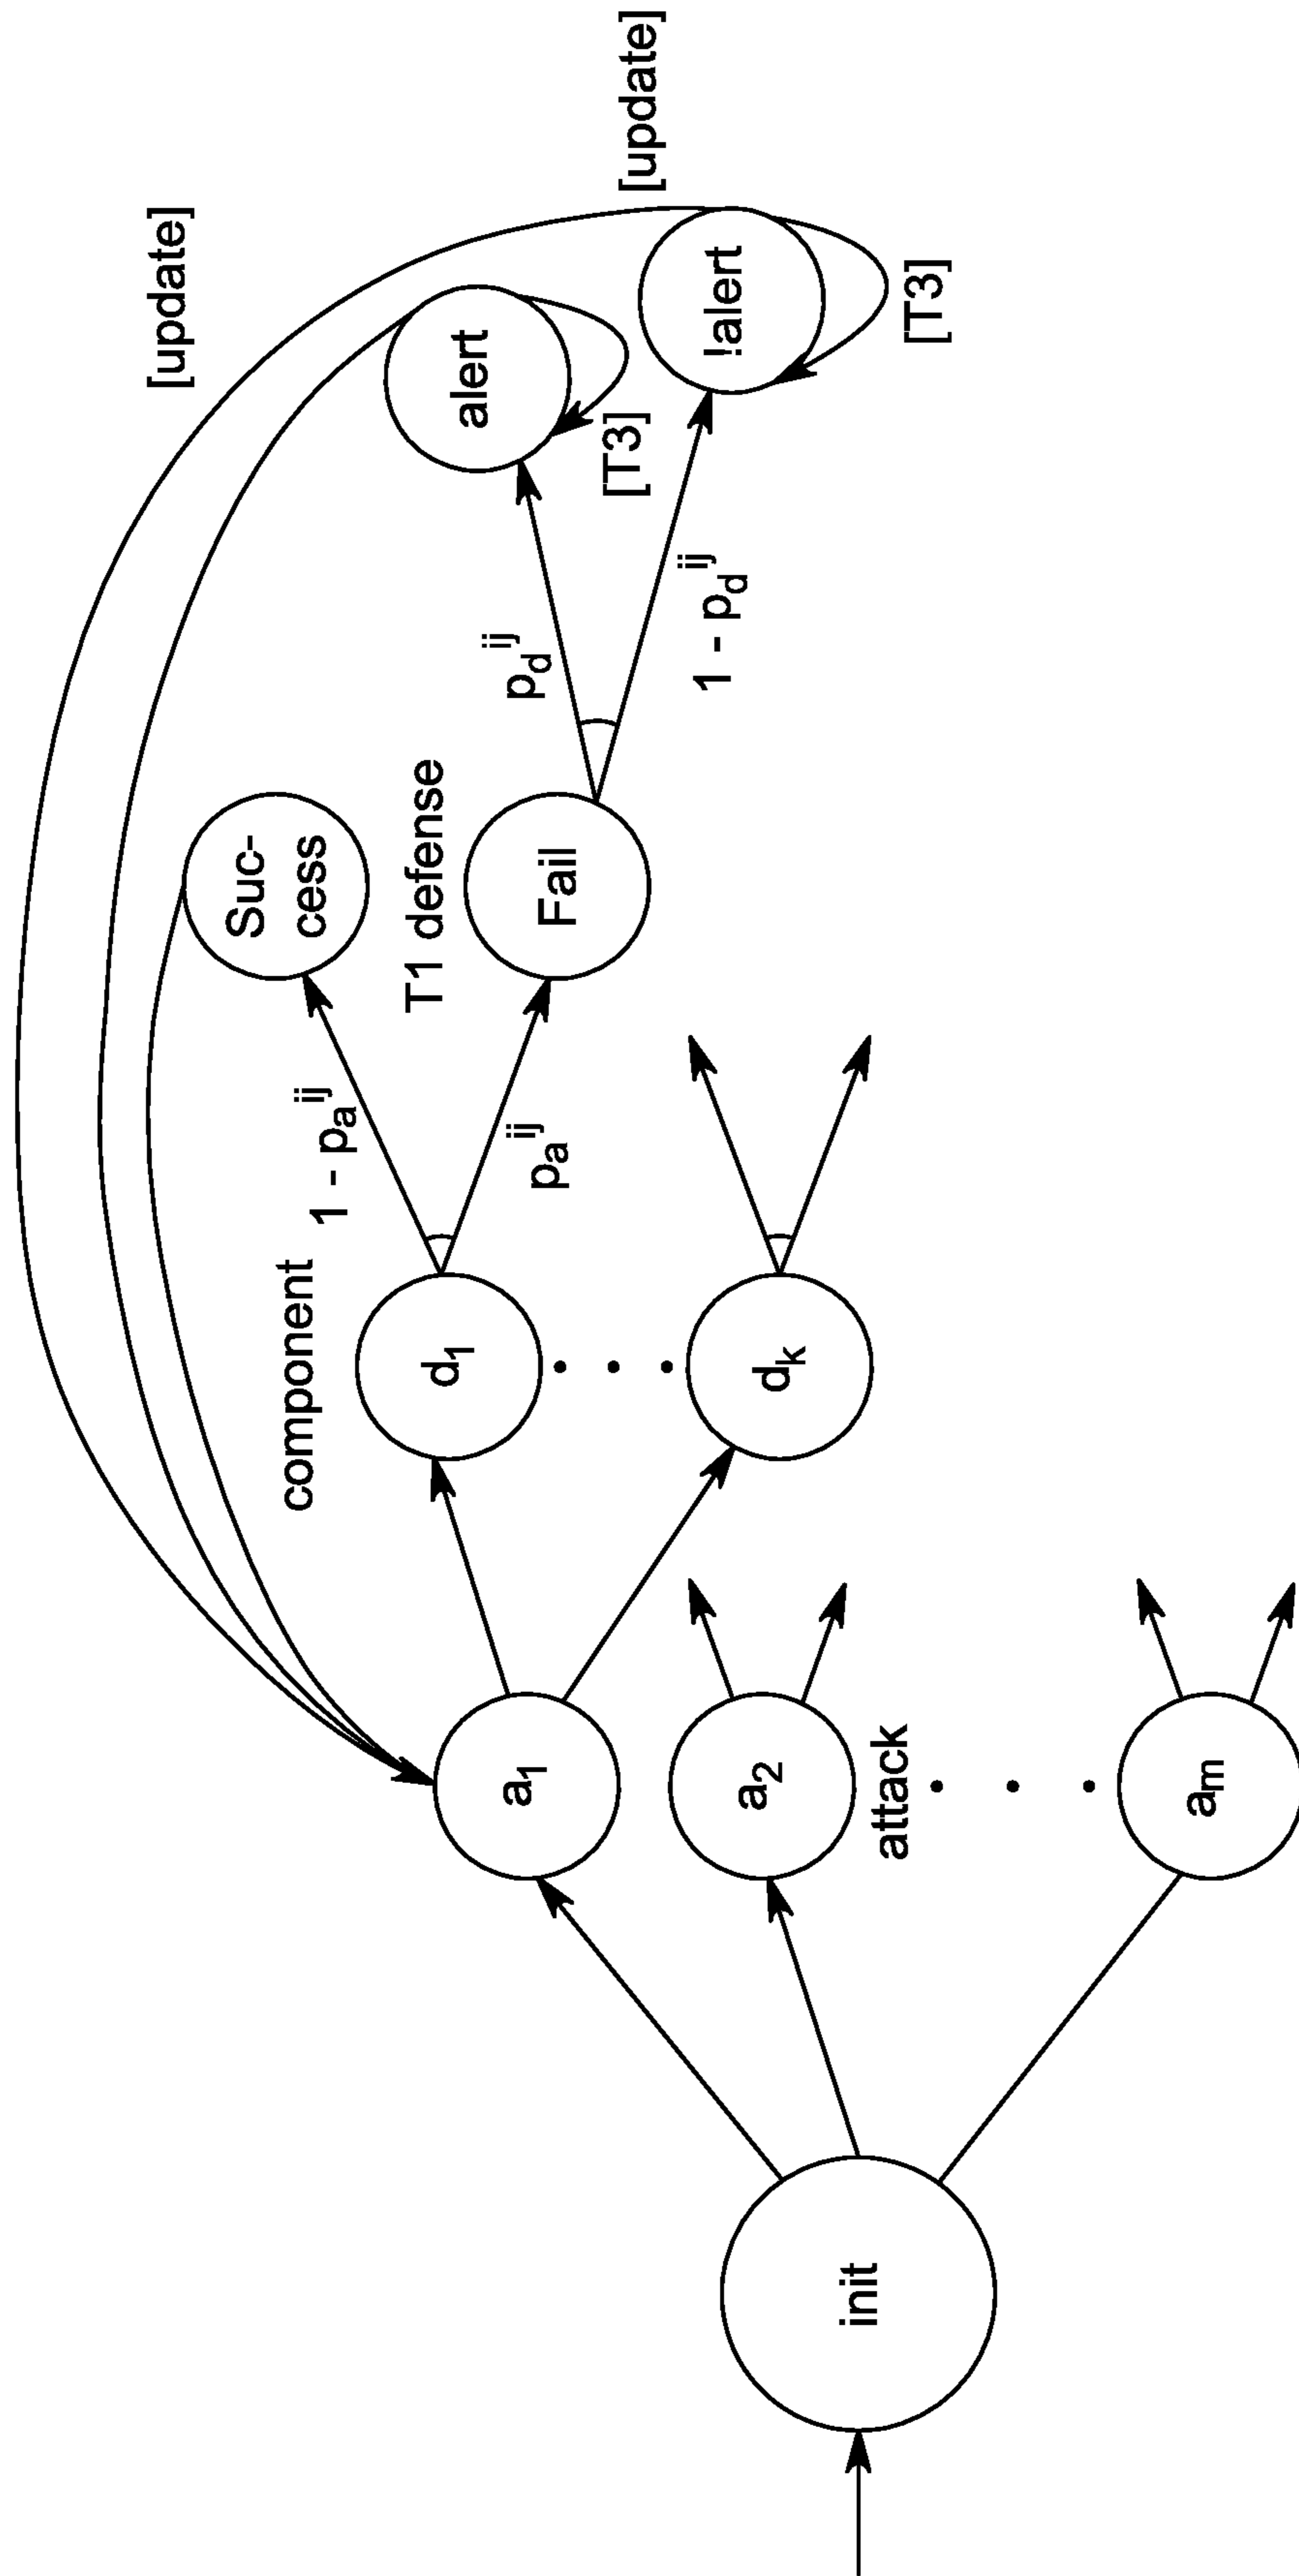 [update]
[update]
alert
[T3]
!alert
[T3]
p_d^ij
1 - p_d^ij
Suc-
cess
T1 defense
Fail
1 - p_a^ij
p_a^ij
component
d_1
d_k
a_1
a_2
attack
a_m
init